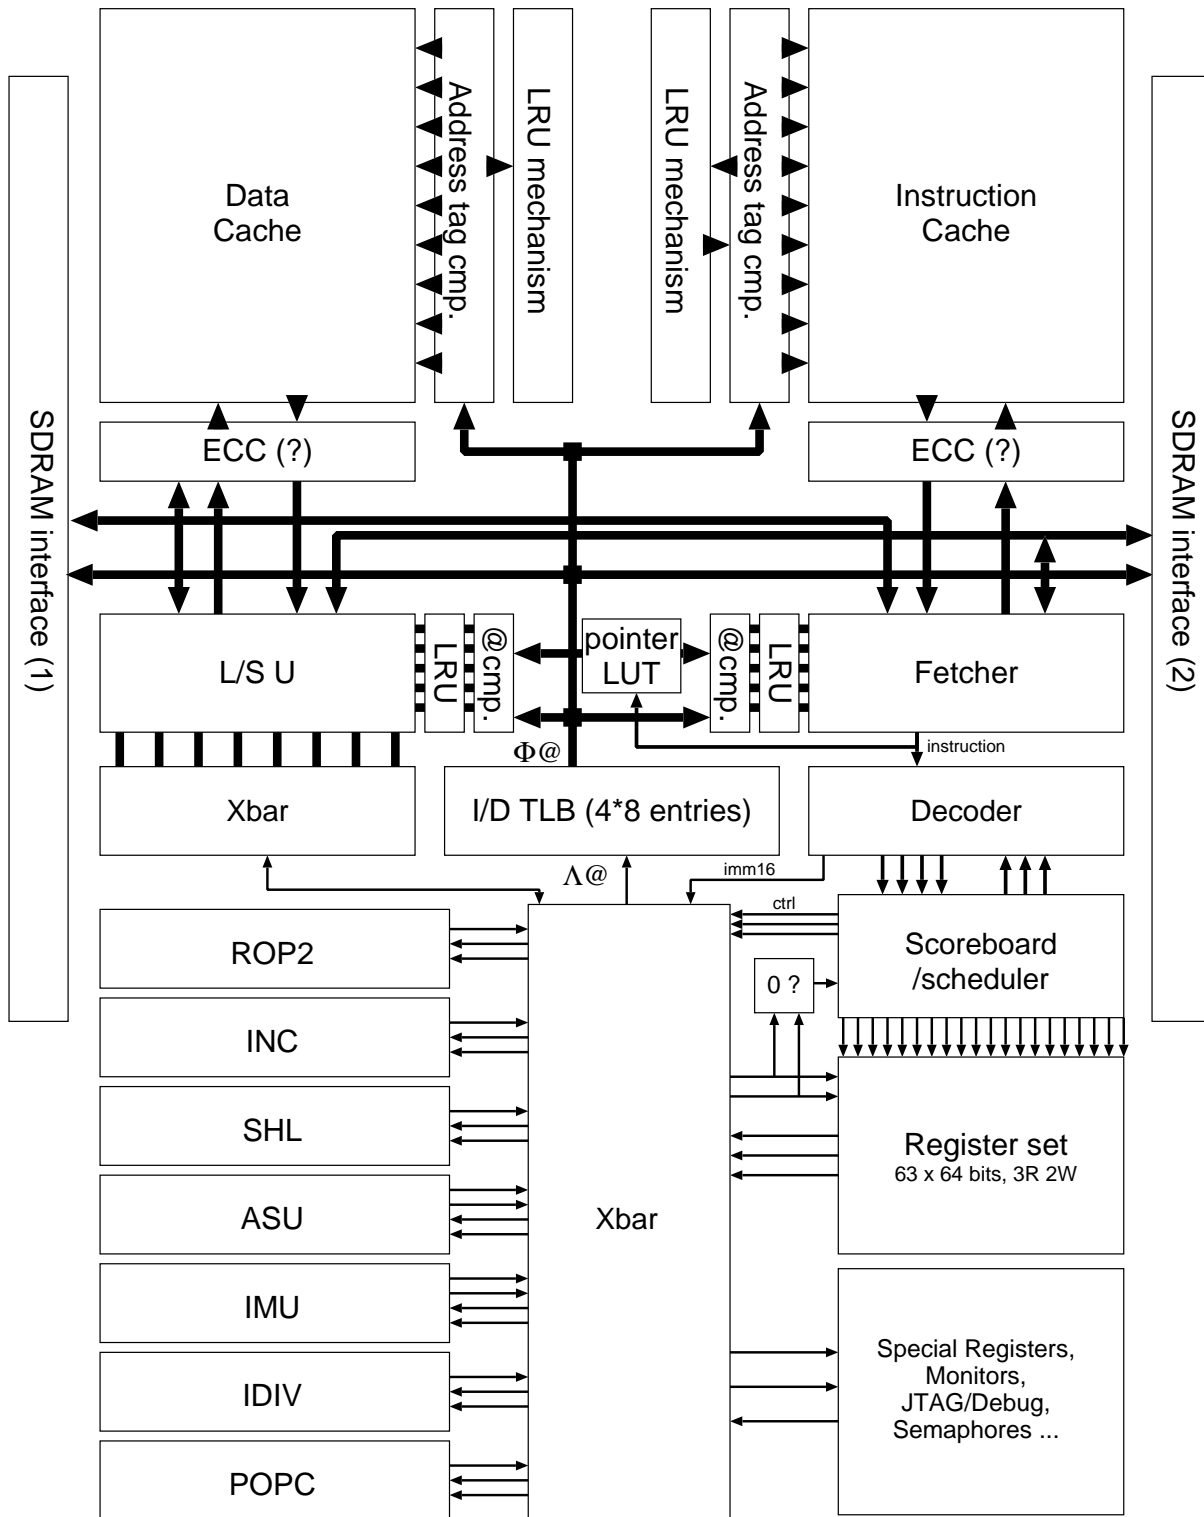 Data
Cache
Address tag cmp.
LRU mechanism
LRU mechanism
Address tag cmp.
Instruction
Cache
SDRAM interface (1)
SDRAM interface (2)
ECC (?)
ECC (?)
L/S U
LRU
@cmp.
pointer
LUT
@cmp.
LRU
Fetcher
instruction
Φ@
Xbar
I/D TLB (4*8 entries)
Decoder
Λ@
imm16
ctrl
ROP2
Scoreboard
/scheduler
0 ?
INC
SHL
Register set
63 x 64 bits, 3R 2W
ASU
Xbar
IMU
Special Registers,
Monitors,
JTAG/Debug,
Semaphores ...
IDIV
POPC